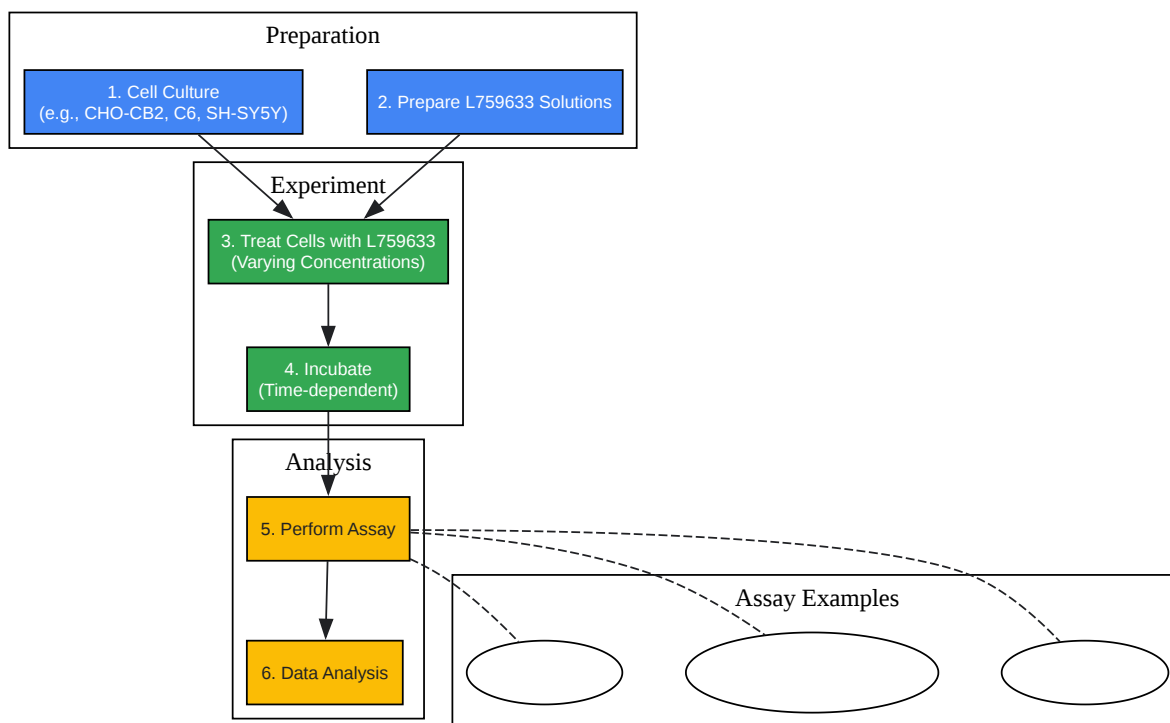 Preparation
1. Cell Culture
(e.g., CHO-CB2, C6, SH-SY5Y)
2. Prepare L759633 Solutions
Experiment
3. Treat Cells with L759633
(Varying Concentrations)
4. Incubate
(Time-dependent)
Analysis
5. Perform Assay
Assay Examples
6. Data Analysis